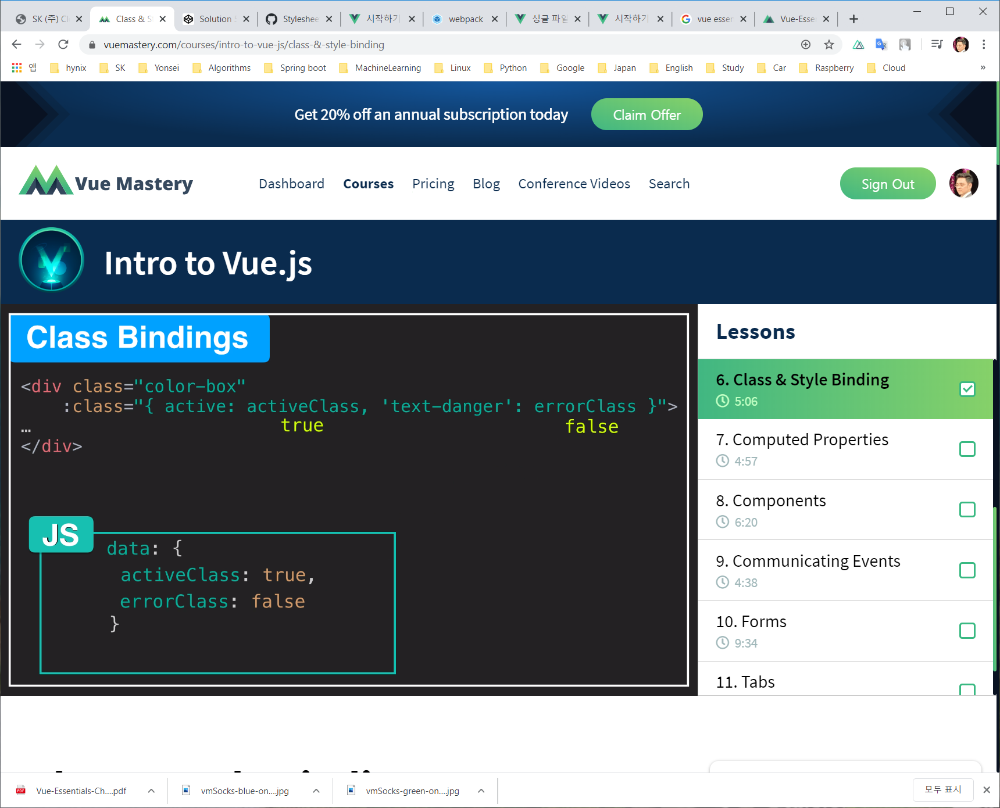 SK (주) C
Class & S
Solution
Styleshee
시작하기
webpack
싱글 파일
시작하기
vue essen
Vue-Esse
vuemastery.com/courses/intro-to-vue-js/class-&-style-binding
앱
hynix
SK
Yonsei
Algorithms
Spring boot
MachineLearning
Linux
Python
Google
Japan
English
Study
Car
Raspberry
Cloud
»
Get 20% off an annual subscription today
Claim Offer
Vue Mastery
Dashboard
Courses
Pricing
Blog
Conference Videos
Search
Sign Out
Intro to Vue.js
Class Bindings
<div class="color-box"
:class="{ active: activeClass, 'text-danger': errorClass }">
true false
…
</div>
JS
data: {
activeClass: true,
errorClass: false
}
Lessons
6. Class & Style Binding
5:06
7. Computed Properties
4:57
8. Components
6:20
9. Communicating Events
4:38
10. Forms
9:34
11. Tabs
PDF
Vue-Essentials-Ch....pdf
vmSocks-blue-on....jpg
vmSocks-green-on....jpg
모두 표시